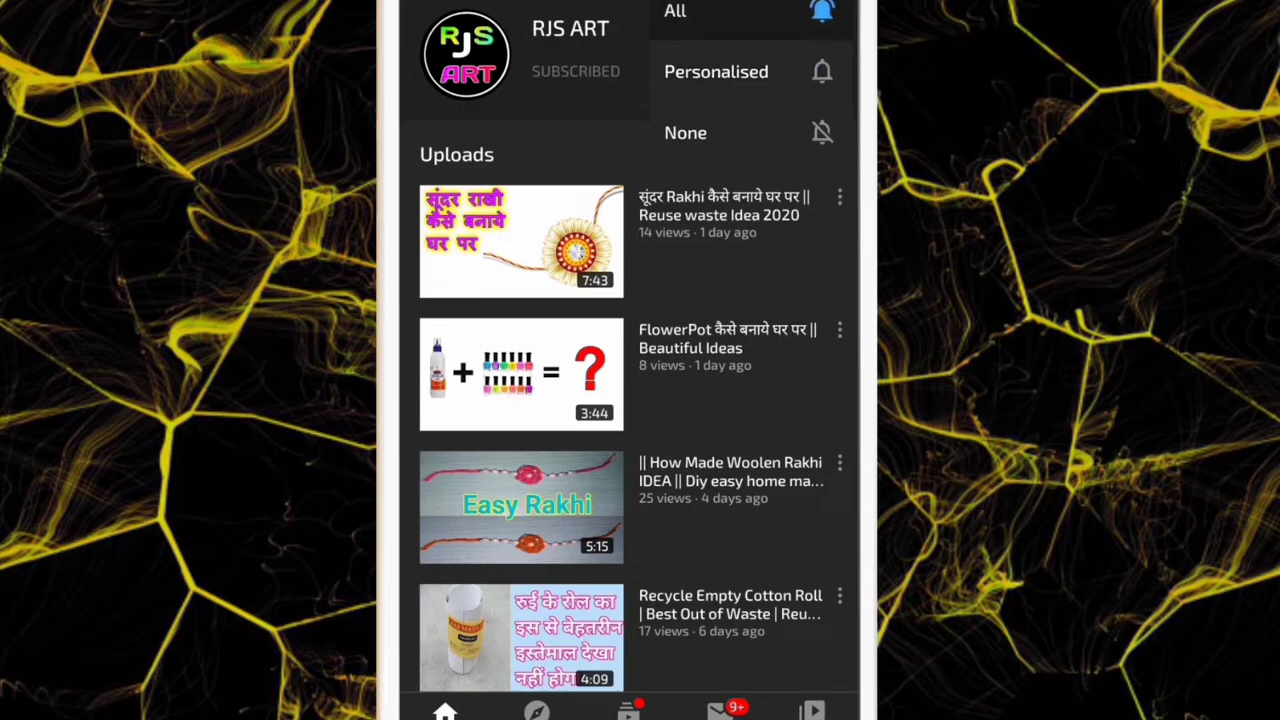 RJS
ART
RJS ART
SUBSCRIBED
All
Personalised
None
Uploads
सूंदर राखी
कैसे बनाये
घर पर
7:43
सूंदर Rakhi कैसे बनाये घर पर ||
Reuse waste Idea 2020
14 views · 1 day ago
+
=
?
3:44
FlowerPot कैसे बनाये घर पर ||
Beautiful Ideas
8 views · 1 day ago
Easy Rakhi
5:15
|| How Made Woolen Rakhi
IDEA || Diy easy home ma...
25 views · 4 days ago
रुई के रोल का
इस से बेहतरीन
इस्तेमाल देखा
नहीं होगा
4:09
Recycle Empty Cotton Roll
| Best Out of Waste | Reu...
17 views · 6 days ago
9+